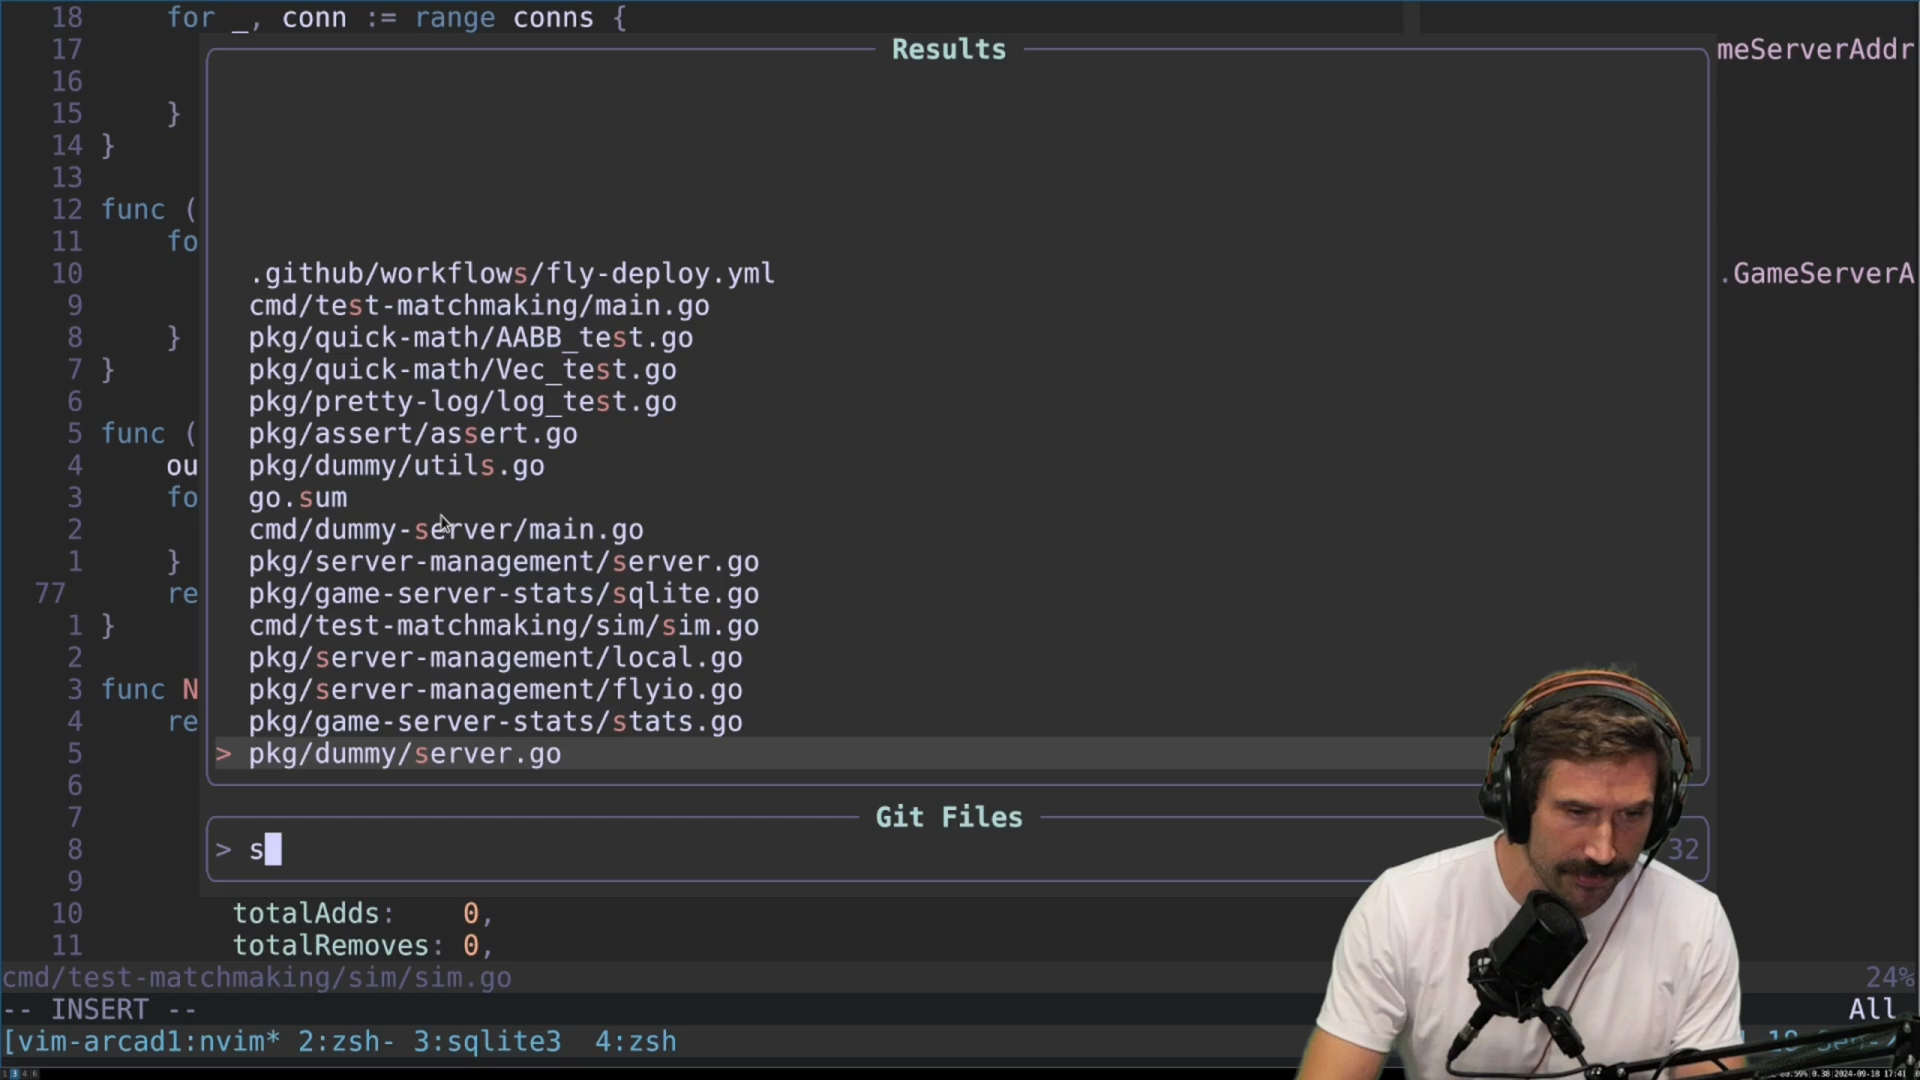 18 for _, conn := range conns {
17 Results meServerAddr
16
15 }
14 }
13
12 func (
11 fo
10 .github/workflows/fly-deploy.yml .GameServerA
9 cmd/test-matchmaking/main.go
8 } pkg/quick-math/AABB_test.go
7 } pkg/quick-math/Vec_test.go
6 pkg/pretty-log/log_test.go
5 func ( pkg/assert/assert.go
4 ou pkg/dummy/utils.go
3 fo go.sum
2 cmd/dummy-server/main.go
1 } pkg/server-management/server.go
77 re pkg/game-server-stats/sqlite.go
1 } cmd/test-matchmaking/sim/sim.go
2 pkg/server-management/local.go
3 func N pkg/server-management/flyio.go
4 re pkg/game-server-stats/stats.go
5 > pkg/dummy/server.go
6
7 Git Files
8 > s 32
9
10 totalAdds: 0,
11 totalRemoves: 0,
cmd/test-matchmaking/sim/sim.go 24%
-- INSERT -- All
[vim-arcad1:nvim* 2:zsh- 3:sqlite3 4:zsh
0.38 2024-09-18 17:41